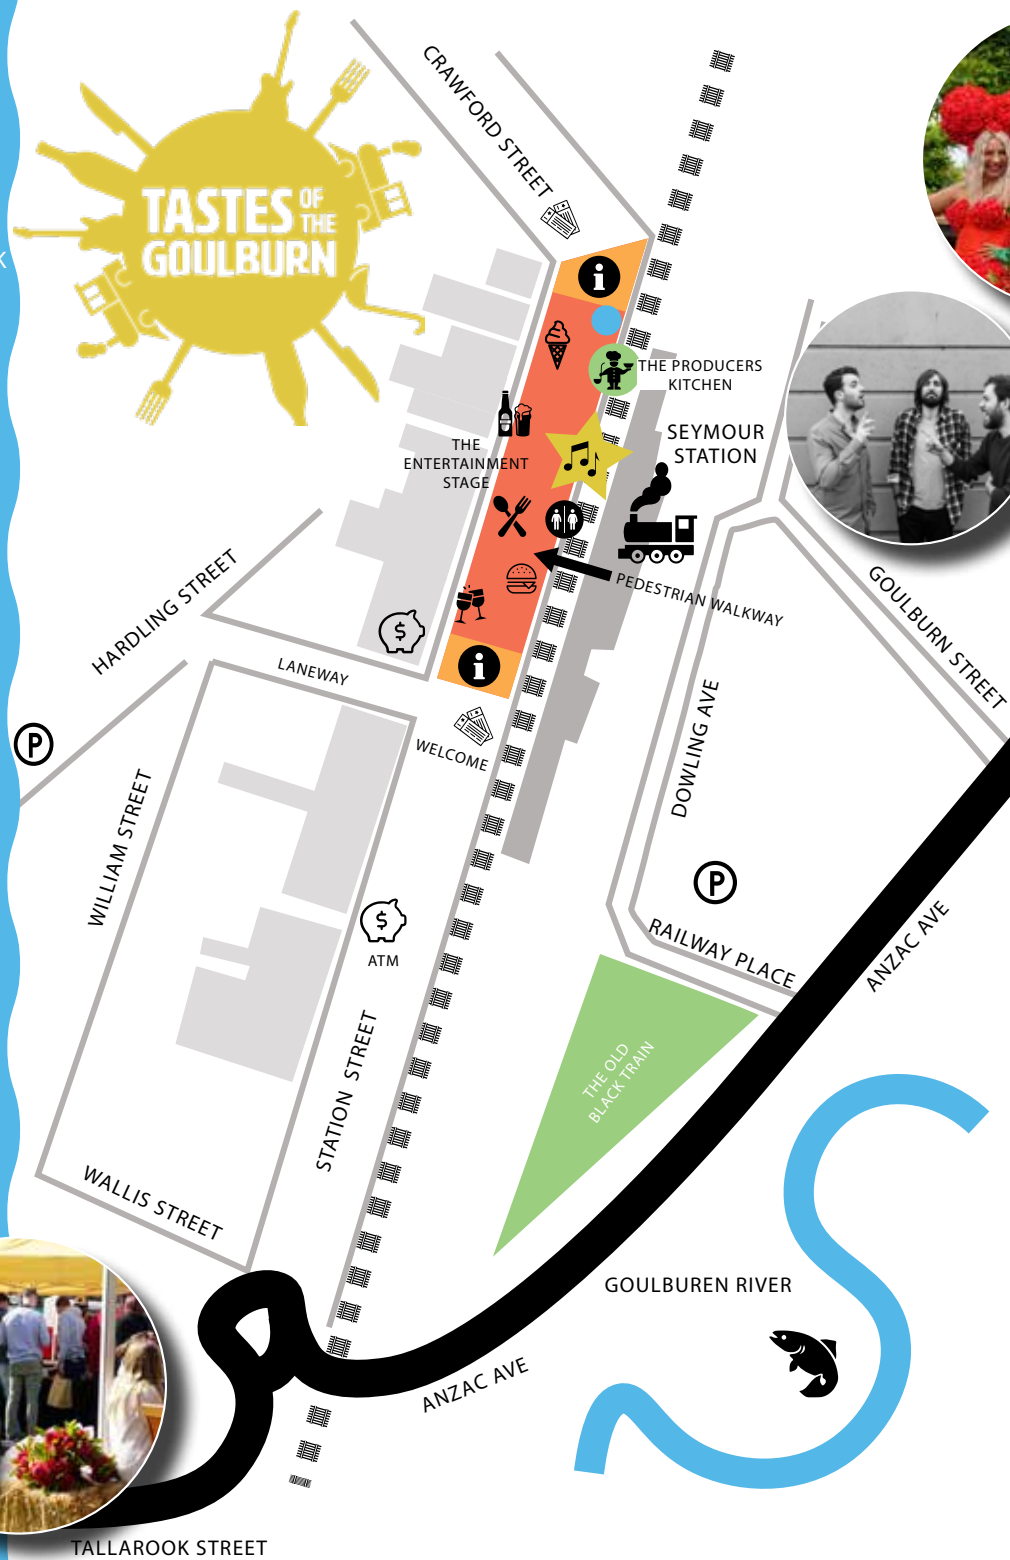 TASTES OF THE
GOULBURN
CRAWFORD STREET
K
THE PRODUCERS
KITCHEN
SEYMOUR
STATION
THE
ENTERTAINMENT
STAGE
PEDESTRIAN WALKWAY
HARDLING STREET
GOULBURN STREET
LANEWAY
WELCOME
P
DOWLING AVE
WILLIAM STREET
P
RAILWAY PLACE
ANZAC AVE
ATM
STATION STREET
THE OLD
BLACK TRAIN
WALLIS STREET
GOULBUREN RIVER
ANZAC AVE
TALLAROOK STREET